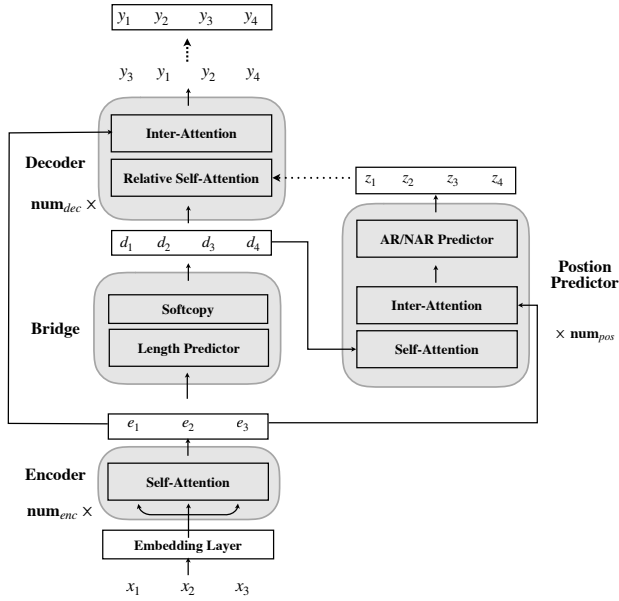 y1 y2 y3 y4
y3 y1 y2 y4
Inter-Attention
Relative Self-Attention
Decoder
numdec ×
z1 z2 z3 z4
AR/NAR Predictor
Inter-Attention
Self-Attention
Postion
Predictor
× numpos
d1 d2 d3 d4
Softcopy
Length Predictor
Bridge
e1 e2 e3
Encoder
Self-Attention
numenc ×
Embedding Layer
x1 x2 x3